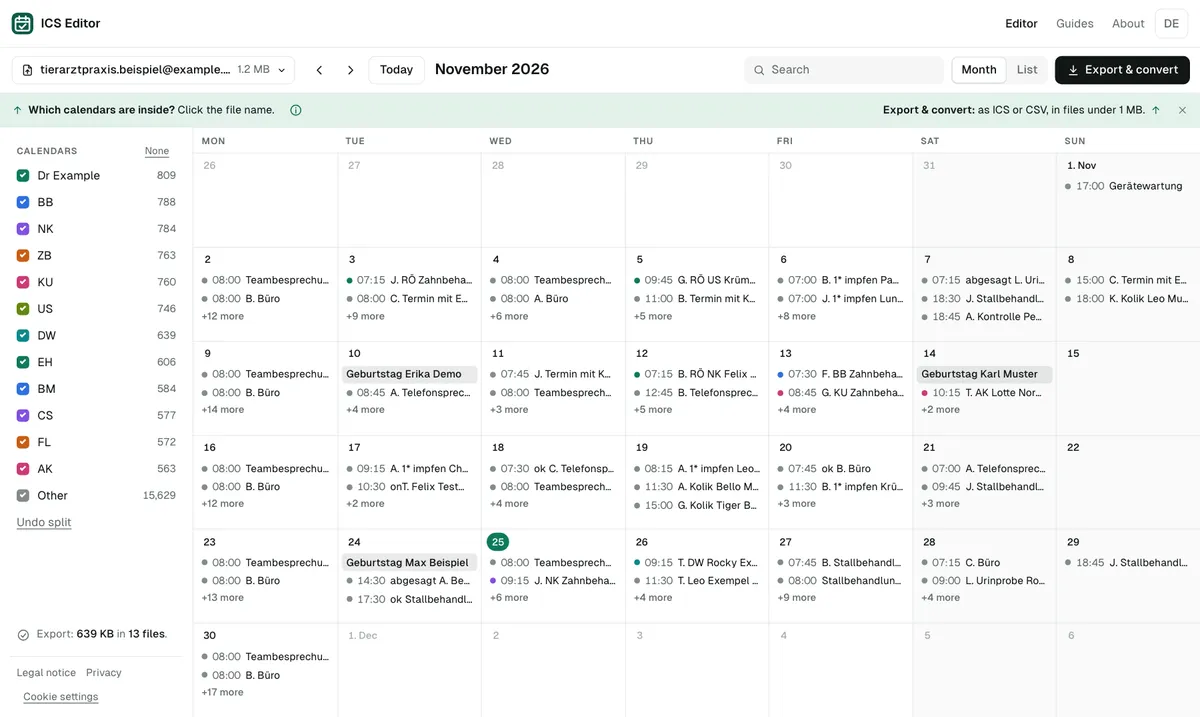 ICS Editor
Editor Guides About DE
tierarztpraxis.beispiel@example.... 1.2 MB
Today
November 2026
Search
Month List
Export & convert
Which calendars are inside? Click the file name.
Export & convert: as ICS or CSV, in files under 1 MB.
CALENDARS None
Dr Example 809
BB 788
NK 784
ZB 763
KU 760
US 746
DW 639
EH 606
BM 584
CS 577
FL 572
AK 563
Other 15,629
Undo split
Export: 639 KB in 13 files.
Legal notice Privacy
Cookie settings
MON TUE WED THU FRI SAT SUN
26 27 28 29 30 31 1. Nov
17:00 Gerätewartung
2
08:00 Teambesprechu...
08:00 B. Büro
+12 more
3
07:15 J. RÖ Zahnbeha...
08:00 C. Termin mit E...
+9 more
4
08:00 Teambesprech...
08:00 A. Büro
+6 more
5
09:45 G. RÖ US Krüm...
11:00 B. Termin mit K...
+5 more
6
07:00 B. 1* impfen Pa...
07:00 J. 1* impfen Lun...
+8 more
7
07:15 abgesagt L. Uri...
18:30 J. Stallbehandl...
18:45 A. Kontrolle Pe...
8
15:00 C. Termin mit E...
18:00 K. Kolik Leo Mu...
9
08:00 Teambesprechu...
08:00 B. Büro
+14 more
10
Geburtstag Erika Demo
08:45 A. Telefonsprec...
+4 more
11
07:45 J. Termin mit K...
08:00 Teambesprech...
+3 more
12
07:15 B. RÖ NK Felix ...
12:45 B. Telefonsprec...
+5 more
13
07:30 F. BB Zahnbeha...
08:45 G. KU Zahnbeha...
+4 more
14
Geburtstag Karl Muster
10:15 T. AK Lotte Nor...
+2 more
15
16
08:00 Teambesprechu...
08:00 B. Büro
+12 more
17
09:15 A. 1* impfen Ch...
10:30 onT. Felix Test...
+2 more
18
07:30 ok C. Telefonsp...
08:00 Teambesprech...
+4 more
19
08:15 A. 1* impfen Leo...
11:30 A. Kolik Bello M...
15:00 G. Kolik Tiger B...
20
07:45 ok B. Büro
11:30 B. 1* impfen Krü...
+3 more
21
07:00 A. Telefonsprec...
09:45 J. Stallbehandl...
+3 more
22
23
08:00 Teambesprechu...
08:00 B. Büro
+13 more
24
Geburtstag Max Beispiel
14:30 abgesagt A. Be...
17:30 ok Stallbehandl...
25
08:00 Teambesprech...
09:15 J. NK Zahnbeha...
+6 more
26
09:15 T. DW Rocky Ex...
11:30 T. Leo Exempel ...
+4 more
27
07:45 B. Stallbehandl...
08:00 Stallbehandlun...
+9 more
28
07:15 C. Büro
09:00 L. Urinprobe Ro...
+4 more
29
18:45 J. Stallbehandl...
30
08:00 Teambesprechu...
08:00 B. Büro
+17 more
1. Dec 2 3 4 5 6